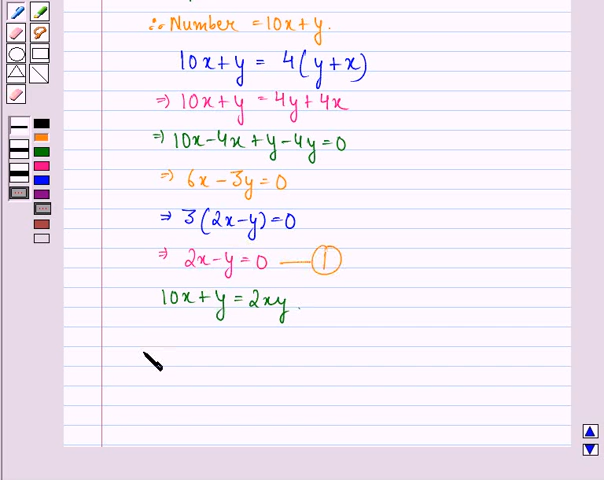 ∴ Number = 10x+y.
10x+y = 4(y+x)
⇒ 10x+y = 4y+4x
⇒ 10x-4x+y-4y=0
⇒ 6x-3y=0
⇒ 3(2x-y)=0
⇒ 2x-y=0 — ①
10x+y=2xy.